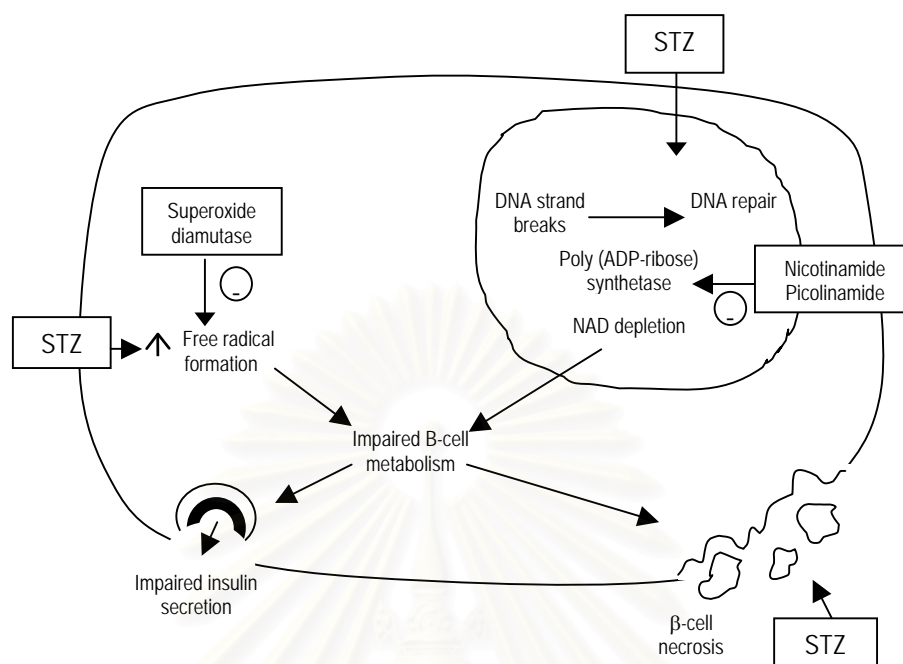 STZ
DNA strand
breaks
DNA repair
Superoxide
diamutase
Poly (ADP-ribose)
synthetase
Nicotinamide
Picolinamide
-
-
NAD depletion
STZ
Free radical
formation
Impaired B-cell
metabolism
Impaired insulin
secretion
β-cell
necrosis
STZ